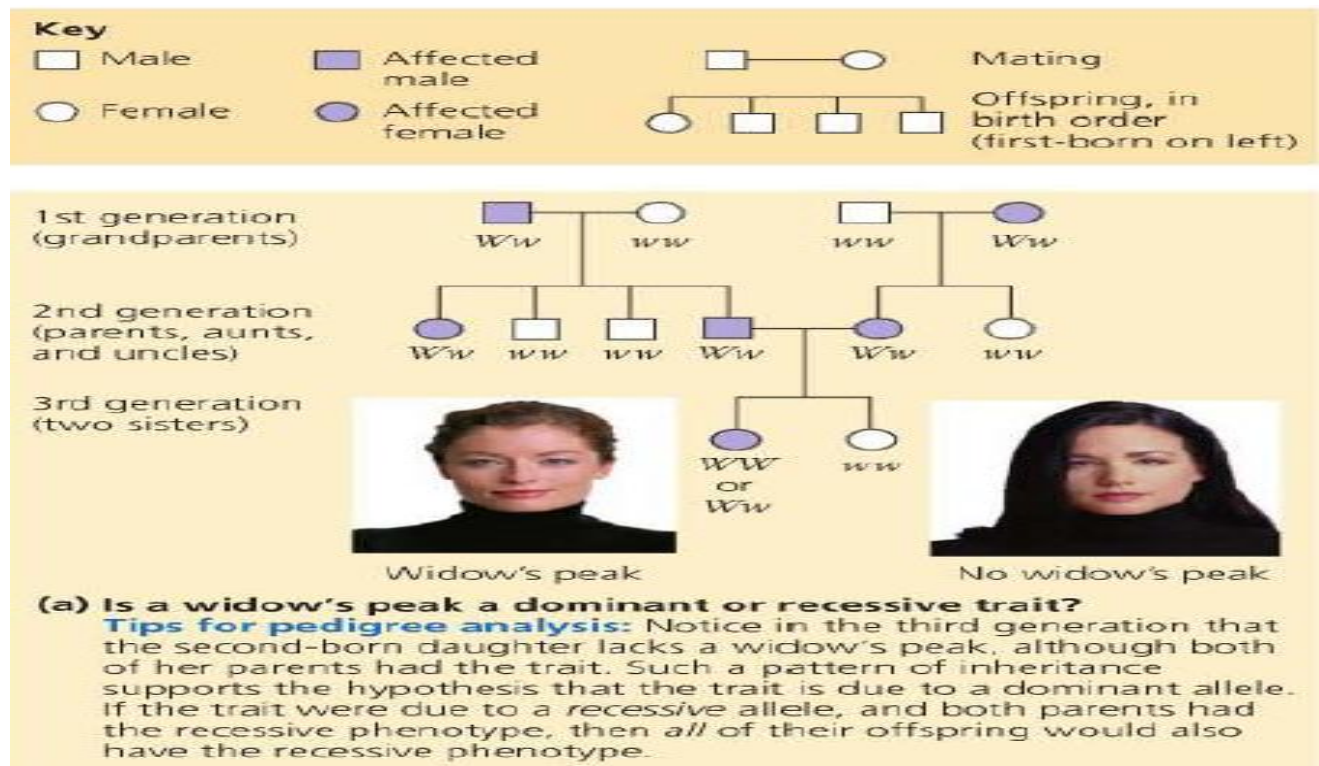 Key
Male
Affected
male
Mating
Female
Affected
female
Offspring, in
birth order
(first-born on left)
1st generation
(grandparents)
Ww
ww
ww
Ww
2nd generation
(parents, aunts,
and uncles)
Ww
ww
ww
Ww
Ww
ww
3rd generation
(two sisters)
WW
or
Ww
ww
Widow's peak
No widow's peak
(a) Is a widow's peak a dominant or recessive trait?
Tips for pedigree analysis: Notice in the third generation that
the second-born daughter lacks a widow's peak, although both
of her parents had the trait. Such a pattern of inheritance
supports the hypothesis that the trait is due to a dominant allele.
If the trait were due to a recessive allele, and both parents had
the recessive phenotype, then all of their offspring would also
have the recessive phenotype.